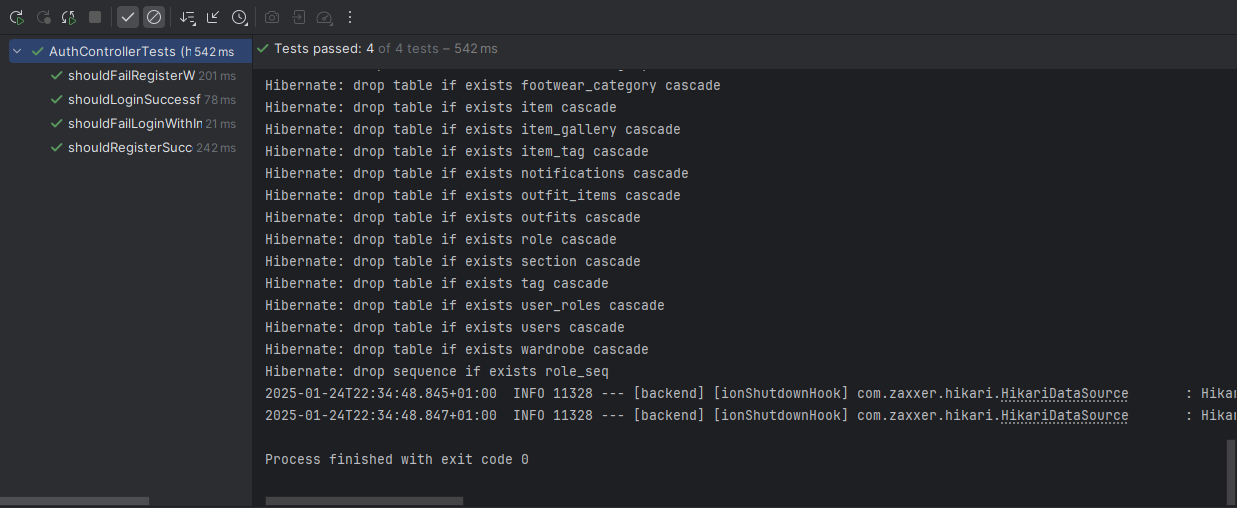 Tests passed: 4 of 4 tests – 542 ms
AuthControllerTests (h 542 ms
shouldFailRegisterW 201 ms
shouldLoginSuccessf 78 ms
shouldFailLoginWithIn 21 ms
shouldRegisterSucc 242 ms
Hibernate: drop table if exists footwear_category cascade
Hibernate: drop table if exists item cascade
Hibernate: drop table if exists item_gallery cascade
Hibernate: drop table if exists item_tag cascade
Hibernate: drop table if exists notifications cascade
Hibernate: drop table if exists outfit_items cascade
Hibernate: drop table if exists outfits cascade
Hibernate: drop table if exists role cascade
Hibernate: drop table if exists section cascade
Hibernate: drop table if exists tag cascade
Hibernate: drop table if exists user_roles cascade
Hibernate: drop table if exists users cascade
Hibernate: drop table if exists wardrobe cascade
Hibernate: drop sequence if exists role_seq
2025-01-24T22:34:48.845+01:00  INFO 11328 --- [backend] [ionShutdownHook] com.zaxxer.hikari.HikariDataSource       : Hikar
2025-01-24T22:34:48.847+01:00  INFO 11328 --- [backend] [ionShutdownHook] com.zaxxer.hikari.HikariDataSource       : Hikar
Process finished with exit code 0